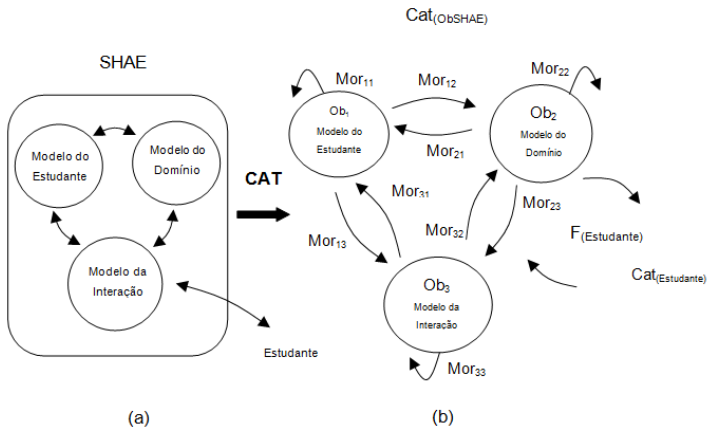 Cat(ObSHAE)
SHAE
Modelo do
Estudante
Modelo do
Domínio
Modelo da
Interação
Estudante
(a)
CAT
Mor11
Mor12
Mor22
Ob1
Modelo do
Estudante
Ob2
Modelo do
Domínio
Mor21
Mor31
Mor13
Mor32
Mor23
F(Estudante)
Cat(Estudante)
Ob3
Modelo da
Interação
Mor33
(b)